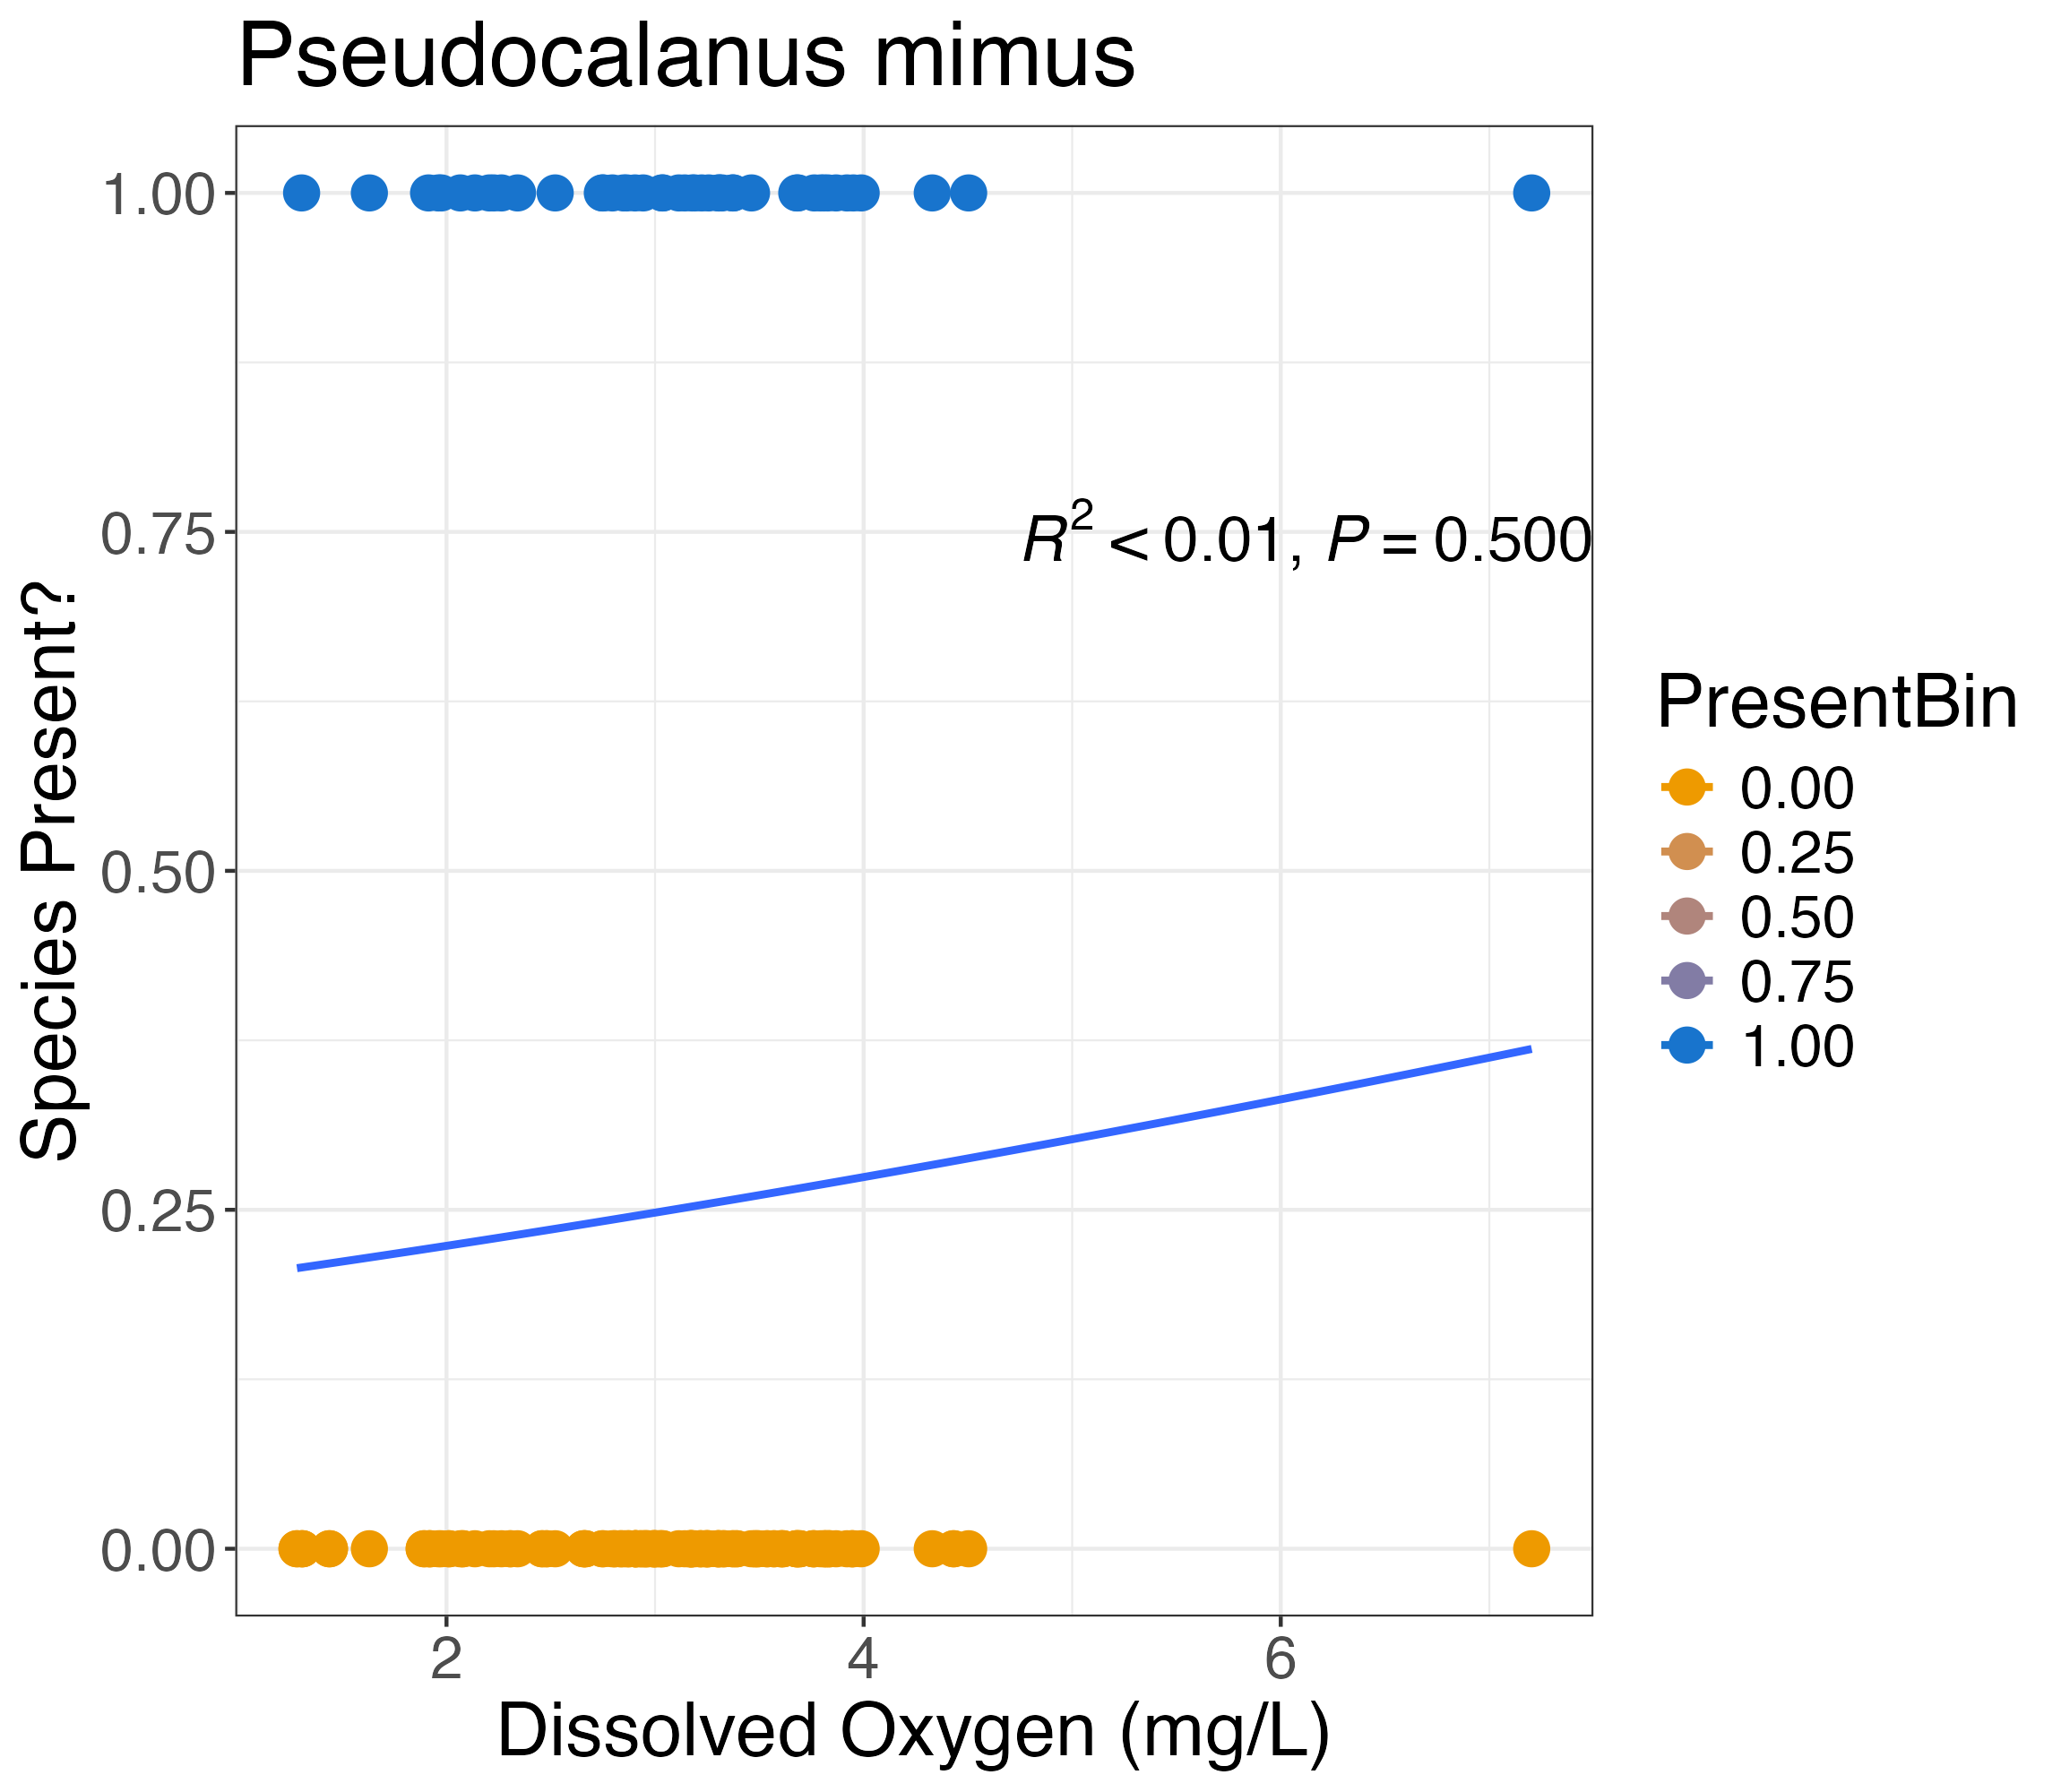 Pseudocalanus mimus
1.00
0.75
0.50
0.25
0.00
Species Present?
R² < 0.01, P = 0.500
2 4 6
Dissolved Oxygen (mg/L)
PresentBin
0.00
0.25
0.50
0.75
1.00